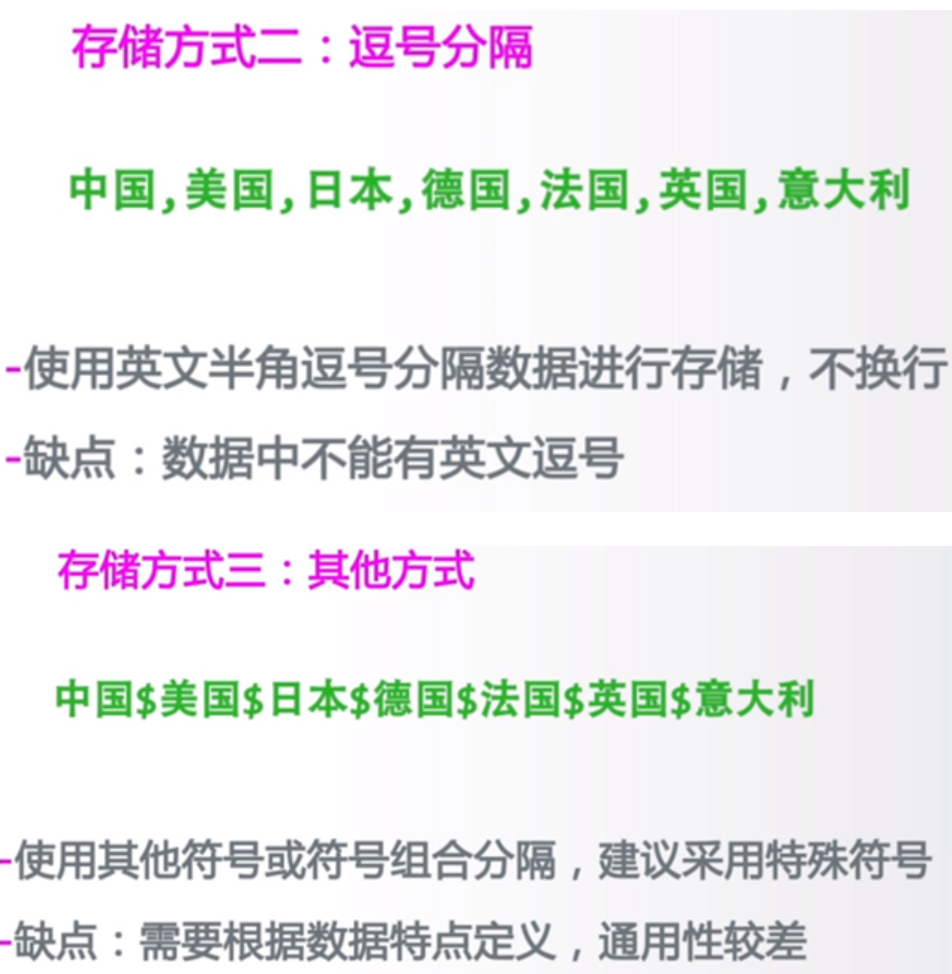 存储方式二：逗号分隔
中国,美国,日本,德国,法国,英国,意大利
-使用英文半角逗号分隔数据进行存储，不换行
-缺点：数据中不能有英文逗号
存储方式三：其他方式
中国$美国$日本$德国$法国$英国$意大利
-使用其他符号或符号组合分隔，建议采用特殊符号
-缺点：需要根据数据特点定义，通用性较差